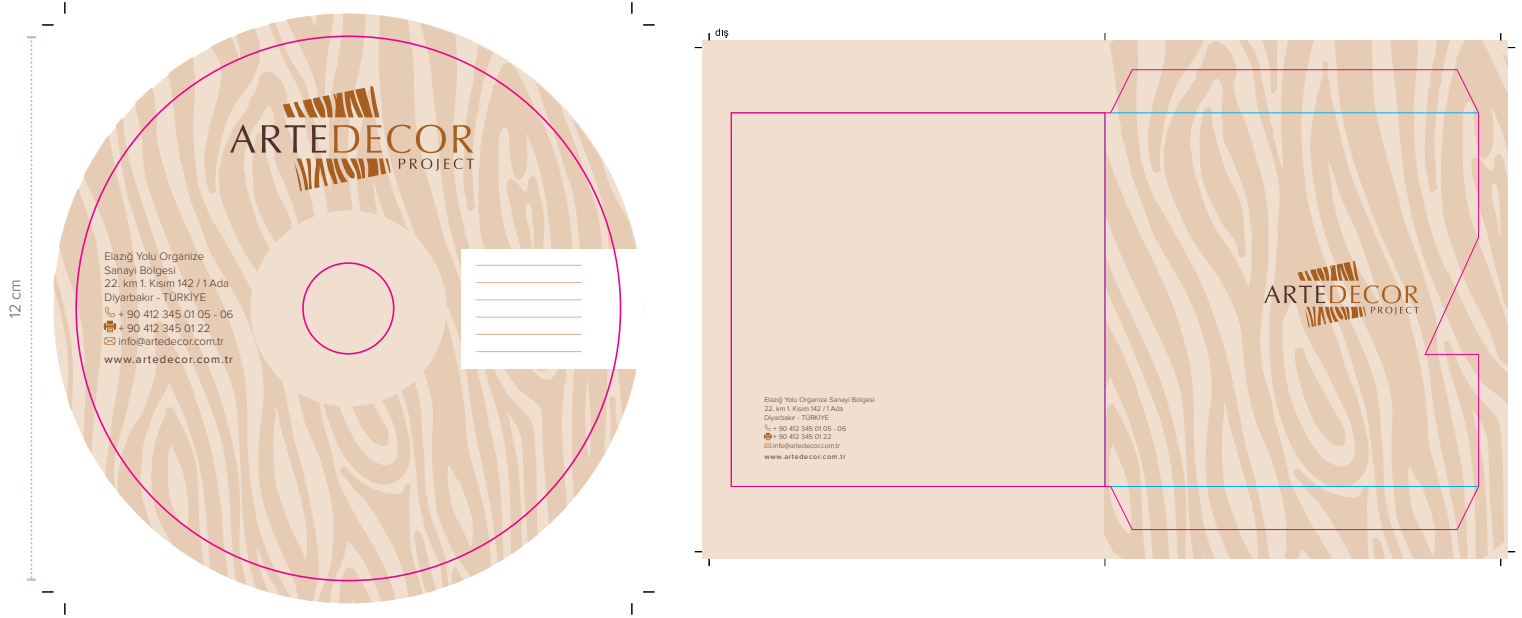 12 cm
ARTEDECOR
PROJECT
Elazığ Yolu Organize
Sanayi Bölgesi
22. km 1. Kısım 142 / 1 Ada
Diyarbakır - TÜRKİYE
+ 90 412 345 01 05 - 06
+ 90 412 345 01 22
info@artedecor.com.tr
www.artedecor.com.tr
dış
ARTEDECOR
PROJECT
Elazığ Yolu Organize Sanayi Bölgesi
22. km 1. Kısım 142 / 1 Ada
Diyarbakır - TÜRKİYE
+ 90 412 345 01 05 - 06
+ 90 412 345 01 22
info@artedecor.com.tr
www.artedecor.com.tr